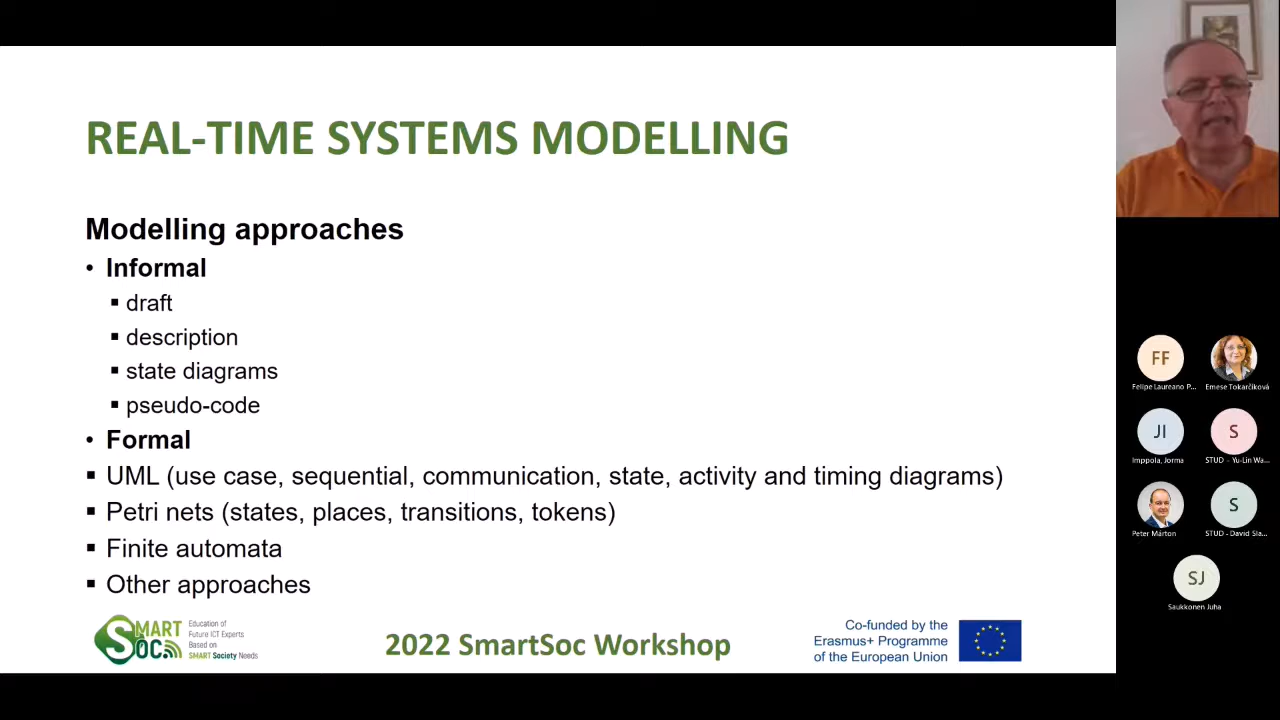 REAL-TIME SYSTEMS MODELLING
Modelling approaches
• Informal
▪ draft
▪ description
▪ state diagrams
▪ pseudo-code
• Formal
▪ UML (use case, sequential, communication, state, activity and timing diagrams)
▪ Petri nets (states, places, transitions, tokens)
▪ Finite automata
▪ Other approaches
SMART
SOC
Education of
Future ICT Experts
Based on
SMART Society Needs
2022 SmartSoc Workshop
Co-funded by the
Erasmus+ Programme
of the European Union
FF
Felipe Laureano P...
Emese Tokarčíková
JI
Imppola, Jorma
S
STUD - Yu-Lin Wa...
Peter Márton
S
STUD - David Sla...
SJ
Saukkonen Juha